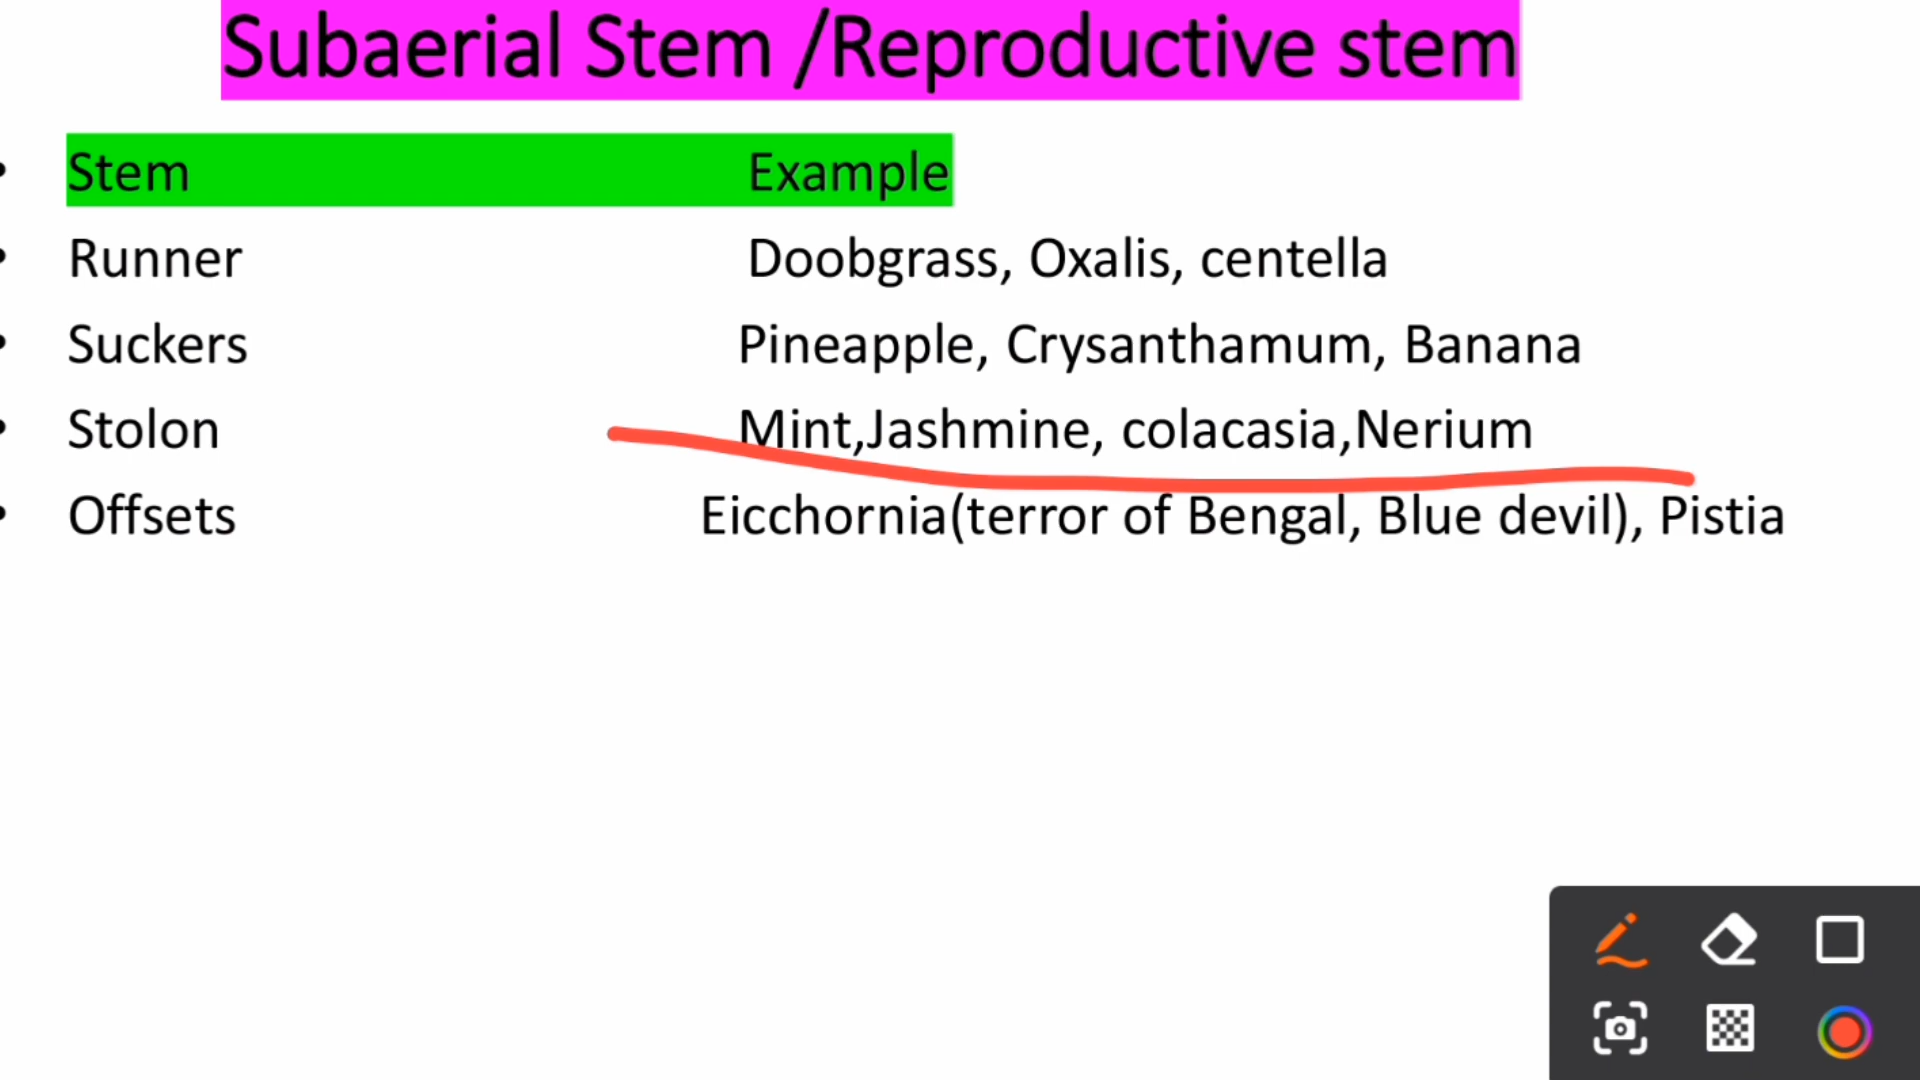 Subaerial Stem /Reproductive stem
• Stem Example
• Runner Doobgrass, Oxalis, centella
• Suckers Pineapple, Crysanthamum, Banana
• Stolon Mint,Jashmine, colacasia,Nerium
• Offsets Eicchornia(terror of Bengal, Blue devil), Pistia